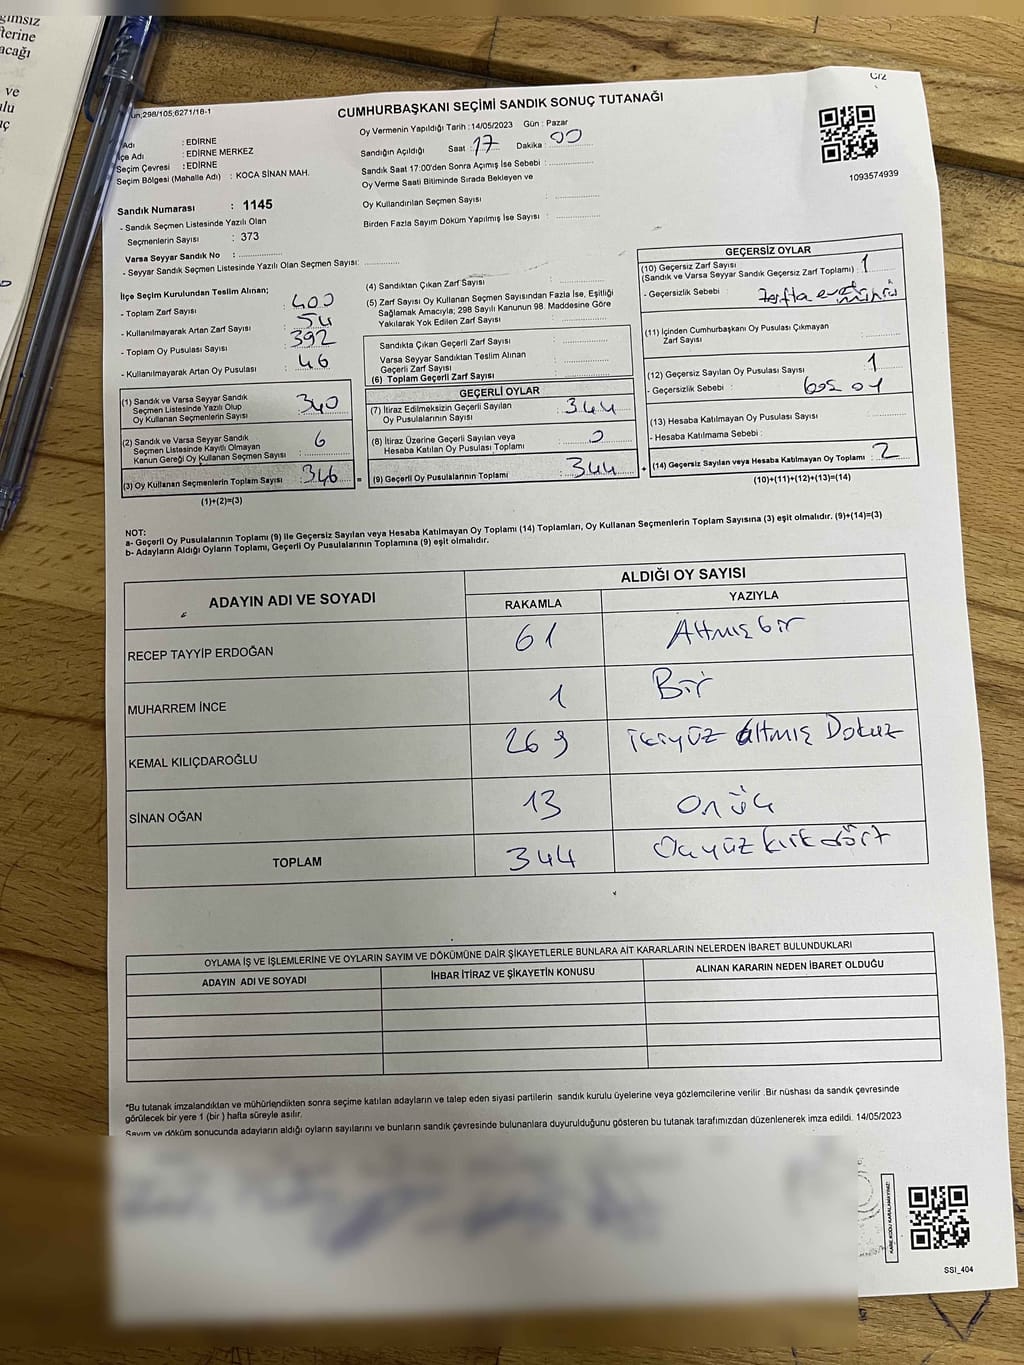 ğımsız
fterine
acağı
ve
ulu
ıç
un;298/105;6271/18-1
C/2
CUMHURBAŞKANI SEÇİMİ SANDIK SONUÇ TUTANAĞI
Adı : EDİRNE
İlçe Adı : EDİRNE MERKEZ
Seçim Çevresi : EDİRNE
Seçim Bölgesi (Mahalle Adı) : KOCA SİNAN MAH.
Oy Vermenin Yapıldığı Tarih :14/05/2023 Gün : Pazar
Sandığın Açıldığı Saat : 17 Dakika : 00
Sandık Saat 17:00'den Sonra Açımış İse Sebebi :
Oy Verme Saati Bitiminde Sırada Bekleyen ve
Oy Kullandırılan Seçmen Sayısı :
Birden Fazla Sayım Döküm Yapılmış İse Sayısı :
1093574939
Sandık Numarası : 1145
- Sandık Seçmen Listesinde Yazılı Olan
Seçmenlerin Sayısı : 373
Varsa Seyyar Sandık No :
- Seyyar Sandık Seçmen Listesinde Yazılı Olan Seçmen Sayısı:
İlçe Seçim Kurulundan Teslim Alınan;
- Toplam Zarf Sayısı : 400
- Kullanılmayarak Artan Zarf Sayısı : 54
- Toplam Oy Pusulası Sayısı : 392
- Kullanılmayarak Artan Oy Pusulası : 46
(1) Sandık ve Varsa Seyyar Sandık
Seçmen Listesinde Yazılı Olup
Oy Kullanan Seçmenlerin Sayısı : 340
(2) Sandık ve Varsa Seyyar Sandık
Seçmen Listesinde Kayıtlı Olmayan
Kanun Gereği Oy Kullanan Seçmen Sayısı : 6
(3) Oy Kullanan Seçmenlerin Toplam Sayısı : 346 =
(1)+(2)=(3)
(4) Sandıktan Çıkan Zarf Sayısı :
(5) Zarf Sayısı Oy Kullanan Seçmen Sayısından Fazla İse, Eşitliği
Sağlamak Amacıyla; 298 Sayılı Kanunun 98. Maddesine Göre
Yakılarak Yok Edilen Zarf Sayısı :
Sandıkta Çıkan Geçerli Zarf Sayısı :
Varsa Seyyar Sandıktan Teslim Alınan
Geçerli Zarf Sayısı :
(6) Toplam Geçerli Zarf Sayısı :
GEÇERLİ OYLAR
(7) İtiraz Edilmeksizin Geçerli Sayılan
Oy Pusulalarının Sayısı : 344
(8) İtiraz Üzerine Geçerli Sayılan veya
Hesaba Katılan Oy Pusulası Toplamı : 0
(9) Geçerli Oy Pusulalarının Toplamı : 344 +
GEÇERSİZ OYLAR
(10) Geçersiz Zarf Sayısı
(Sandık ve Varsa Seyyar Sandık Geçersiz Zarf Toplamı) : 1
- Geçersizlik Sebebi : Zarfta evet mührü
(11) İçinden Cumhurbaşkanı Oy Pusulası Çıkmayan
Zarf Sayısı :
(12) Geçersiz Sayılan Oy Pusulası Sayısı : 1
- Geçersizlik Sebebi : boş oy
(13) Hesaba Katılmayan Oy Pusulası Sayısı :
- Hesaba Katılmama Sebebi :
(14) Geçersiz Sayılan veya Hesaba Katılmayan Oy Toplamı : 2
(10)+(11)+(12)+(13)=(14)
NOT:
a- Geçerli Oy Pusulalarının Toplamı (9) ile Geçersiz Sayılan veya Hesaba Katılmayan Oy Toplamı (14) Toplamları, Oy Kullanan Seçmenlerin Toplam Sayısına (3) eşit olmalıdır. (9)+(14)=(3)
b- Adayların Aldığı Oyların Toplamı, Geçerli Oy Pusulalarının Toplamına (9) eşit olmalıdır.
ADAYIN ADI VE SOYADI ALDIĞI OY SAYISI
RAKAMLA YAZIYLA
RECEP TAYYİP ERDOĞAN 61 Altmış bir
MUHARREM İNCE 1 Bir
KEMAL KILIÇDAROĞLU 269 ikiyüz altmış Dokuz
SİNAN OĞAN 13 on üç
TOPLAM 344 Üçyüz kırk dört
OYLAMA İŞ VE İŞLEMLERİNE VE OYLARIN SAYIM VE DÖKÜMÜNE DAİR ŞİKAYETLERLE BUNLARA AİT KARARLARIN NELERDEN İBARET BULUNDUKLARI
ADAYIN ADI VE SOYADI İHBAR İTİRAZ VE ŞİKAYETİN KONUSU ALINAN KARARIN NEDEN İBARET OLDUĞU
*Bu tutanak imzalandıktan ve mühürlendikten sonra seçime katılan adayların ve talep eden siyasi partilerin sandık kurulu üyelerine veya gözlemcilerine verilir .Bir nüshası da sandık çevresinde
görülecek bir yere 1 (bir ) hafta süreyle asılır.
Sayım ve döküm sonucunda adayların aldığı oyların sayılarını ve bunların sandık çevresinde bulunanlara duyurulduğunu gösteren bu tutanak tarafımızdan düzenlenerek imza edildi. 14/05/2023
KARE KODU KARALAMAYINIZ!
SSI_404